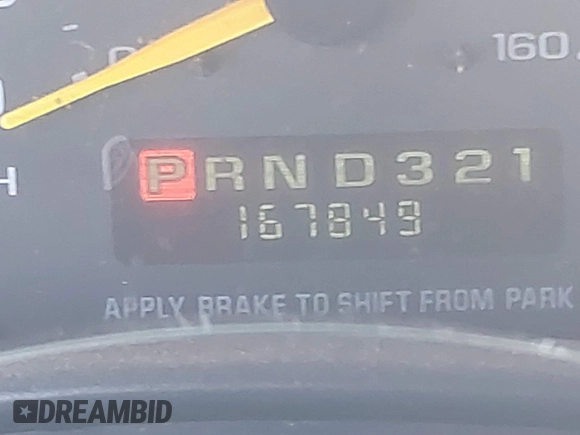 160
PRND321
167849
H
APPLY BRAKE TO SHIFT FROM PARK
DREAMBID